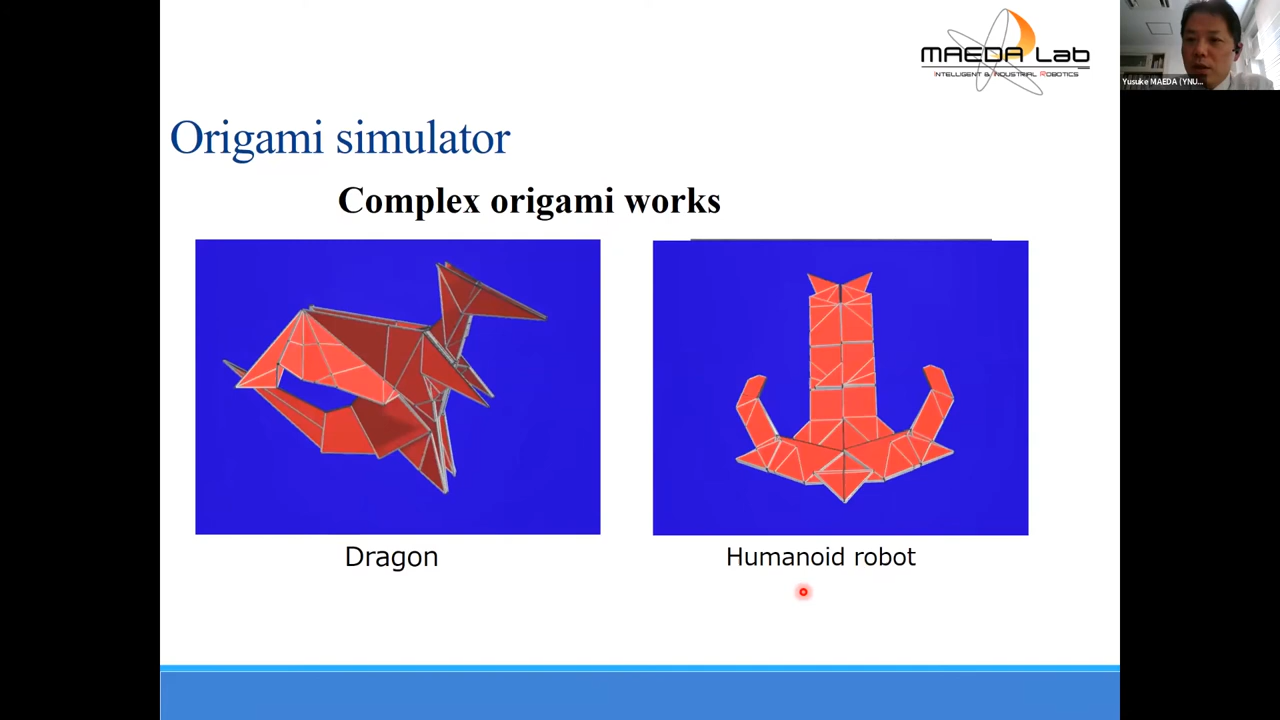 MAEDA Lab
INTELLIGENT & INDUSTRIAL ROBOTICS
Yusuke MAEDA (YNU...
Origami simulator
Complex origami works
Dragon
Humanoid robot